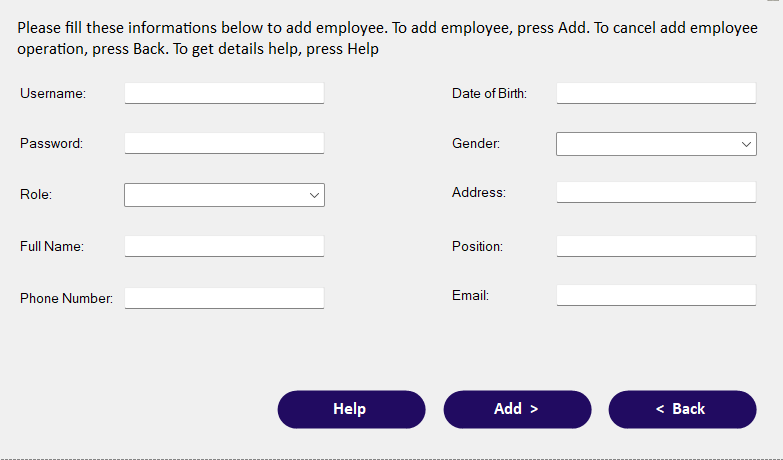 Please fill these informations below to add employee. To add employee, press Add. To cancel add employee
operation, press Back. To get details help, press Help
Username:
Date of Birth:
Password:
Gender:
Role:
Address:
Full Name:
Position:
Phone Number:
Email:
Help
Add >
< Back